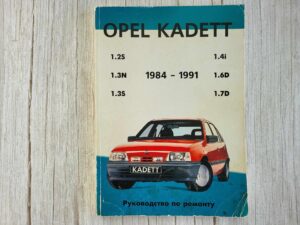 OPEL KADETT
1.2S 1.4i
1.3N 1984 - 1991 1.6D
1.3S 1.7D
KADETT
Руководство по ремонту